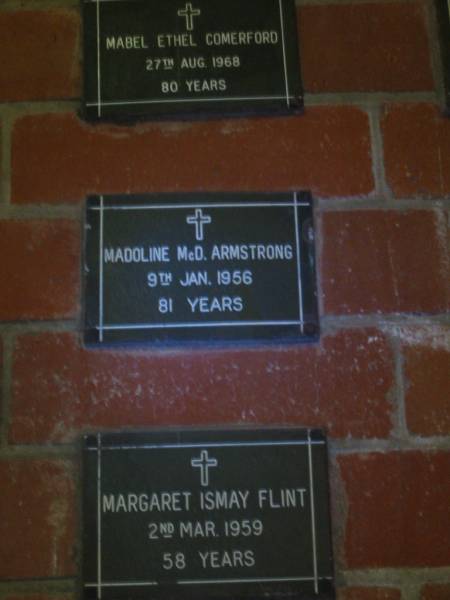 MABEL ETHEL COMERFORD
27TH AUG. 1968
80 YEARS
MADOLINE McD. ARMSTRONG
9TH JAN. 1956
81 YEARS
MARGARET ISMAY FLINT
2ND MAR. 1959
58 YEARS